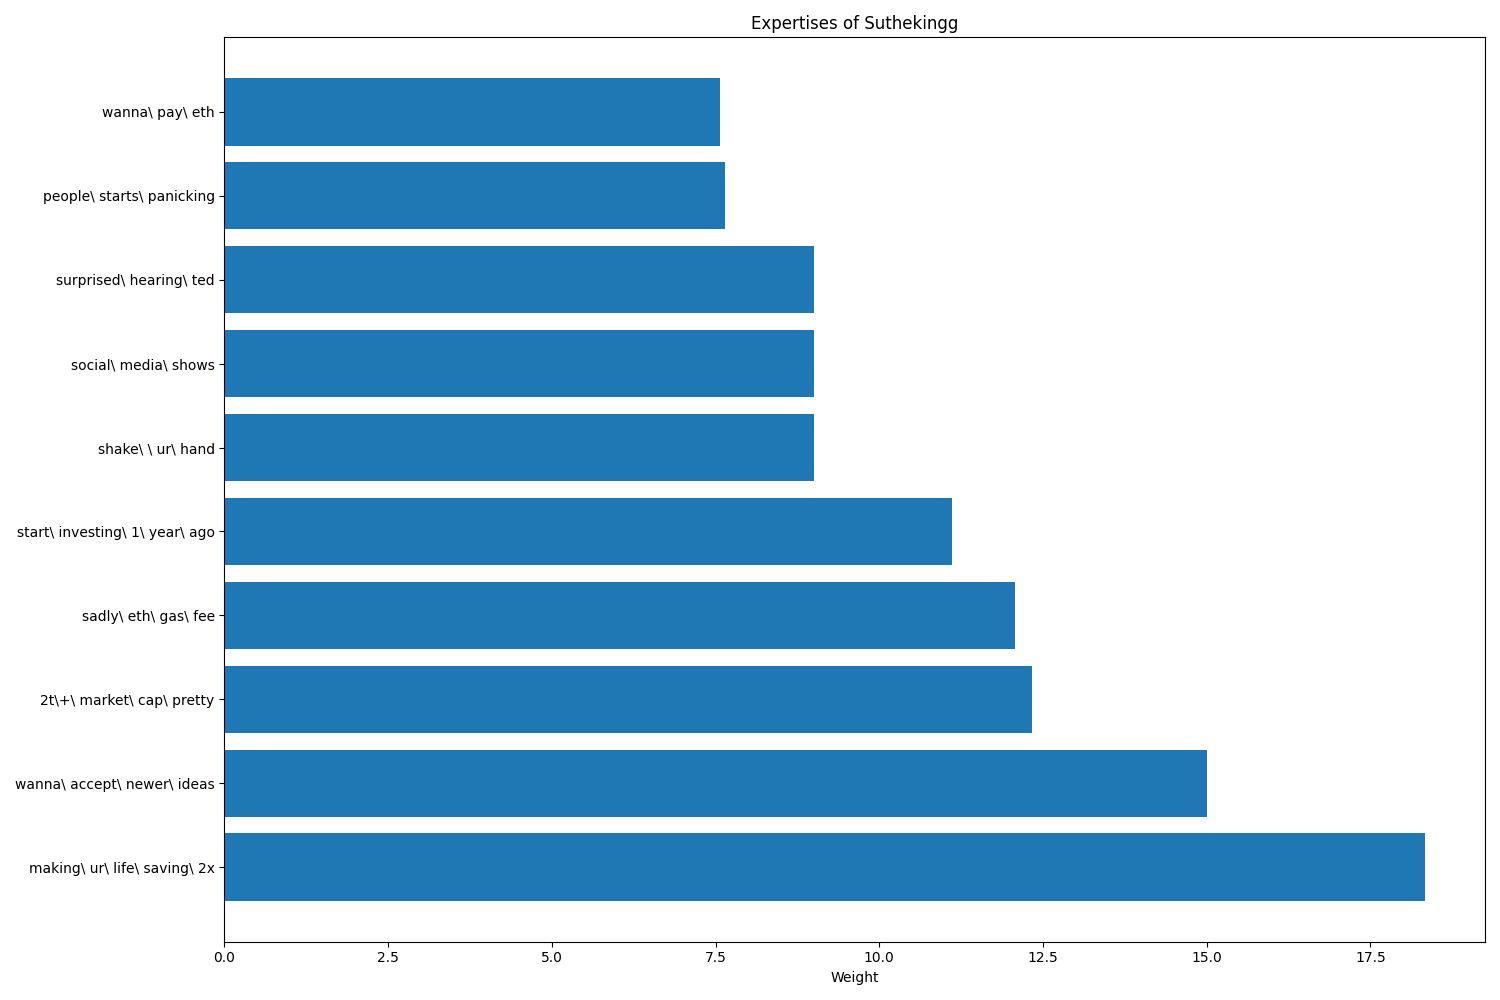 Expertises of Suthekingg
wanna\ pay\ eth
people\ starts\ panicking
surprised\ hearing\ ted
social\ media\ shows
shake\ \ ur\ hand
start\ investing\ 1\ year\ ago
sadly\ eth\ gas\ fee
2t\+\ market\ cap\ pretty
wanna\ accept\ newer\ ideas
making\ ur\ life\ saving\ 2x
0.0 2.5 5.0 7.5 10.0 12.5 15.0 17.5
Weight